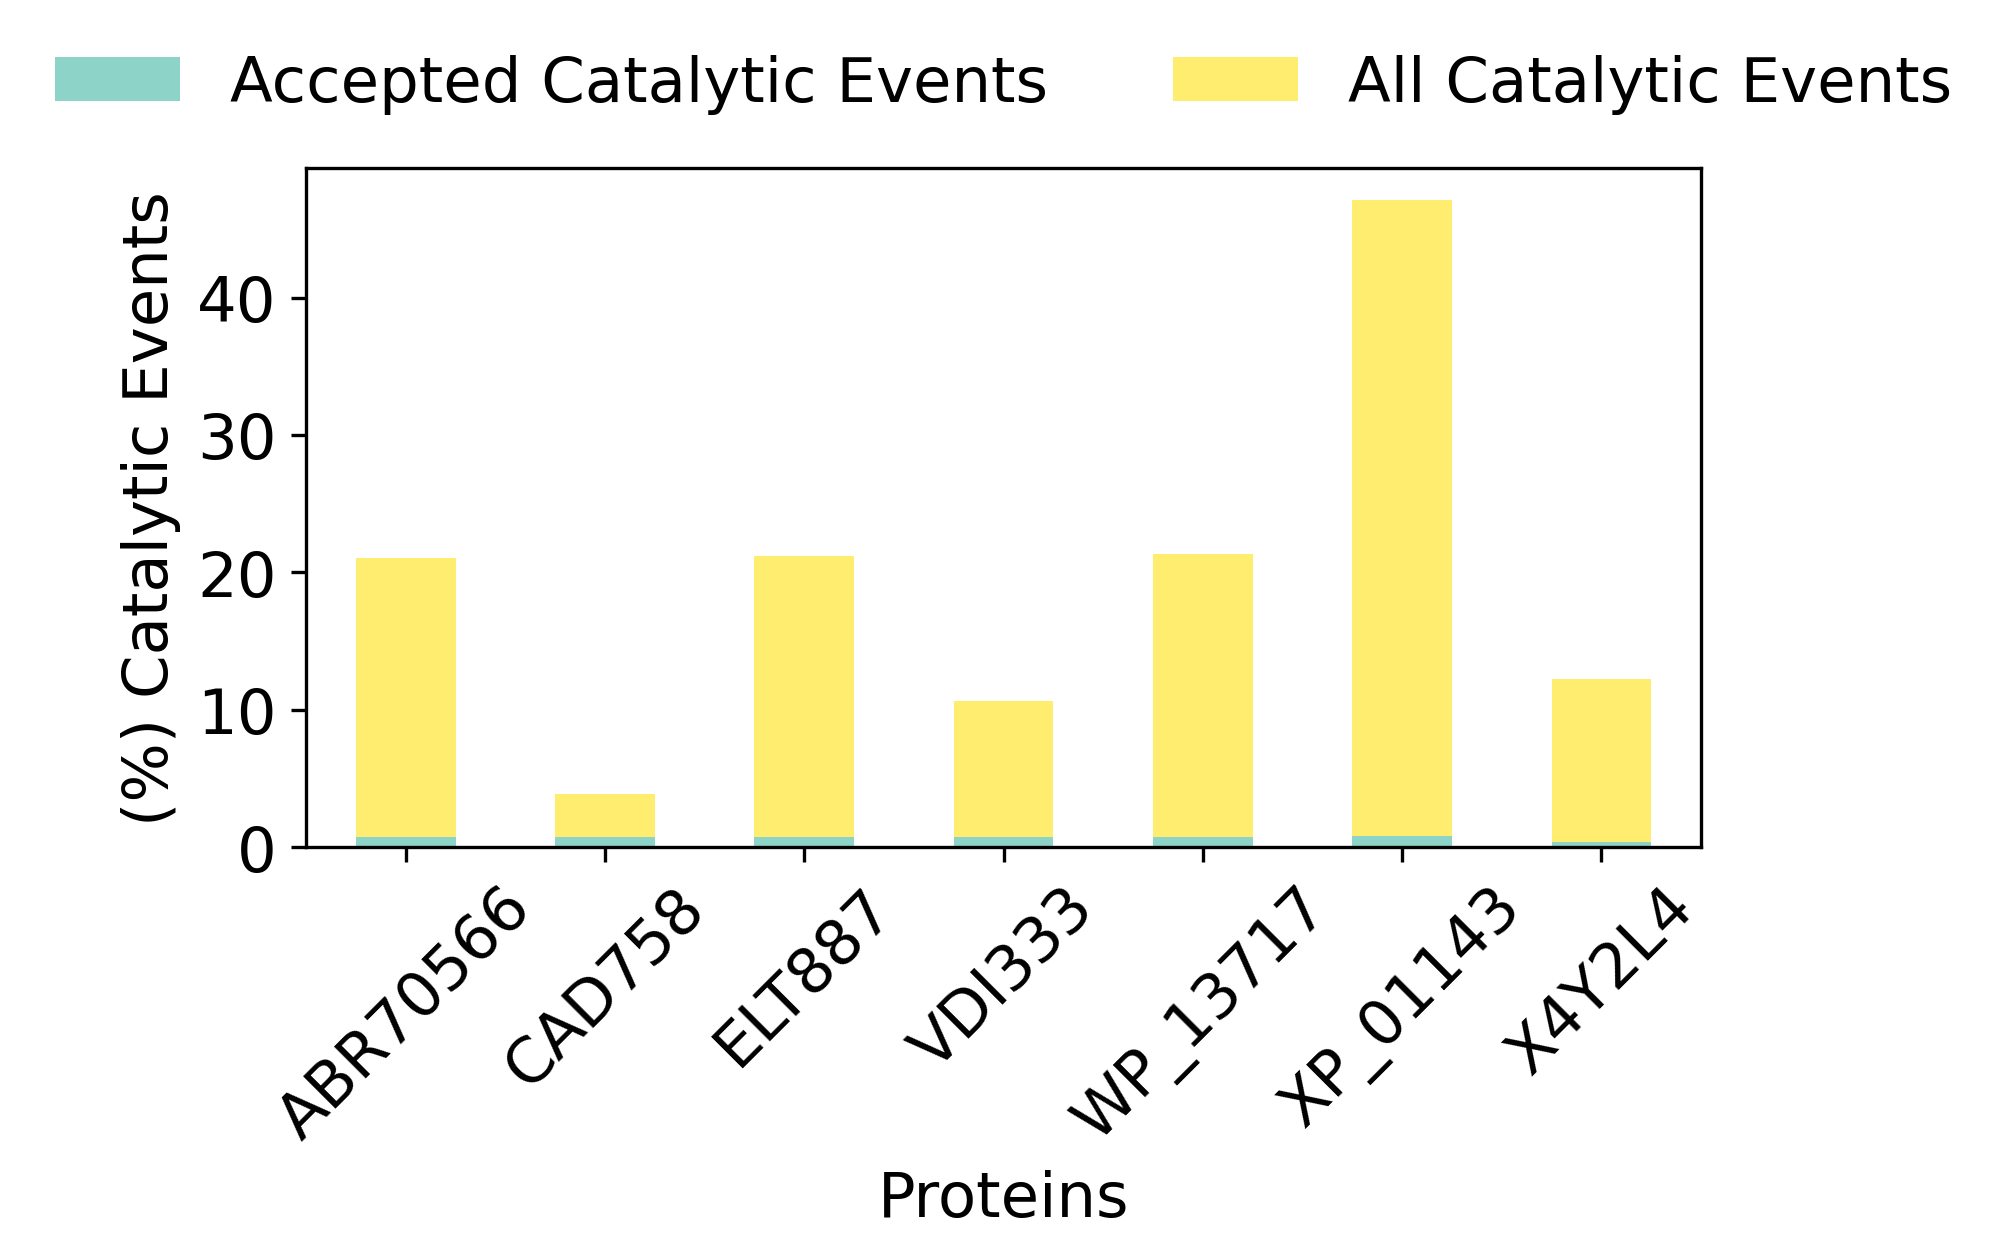 Accepted Catalytic Events
All Catalytic Events
(%) Catalytic Events
40
30
20
10
0
ABR70566
CAD758
ELT887
VDI333
WP_13717
XP_01143
X4Y2L4
Proteins